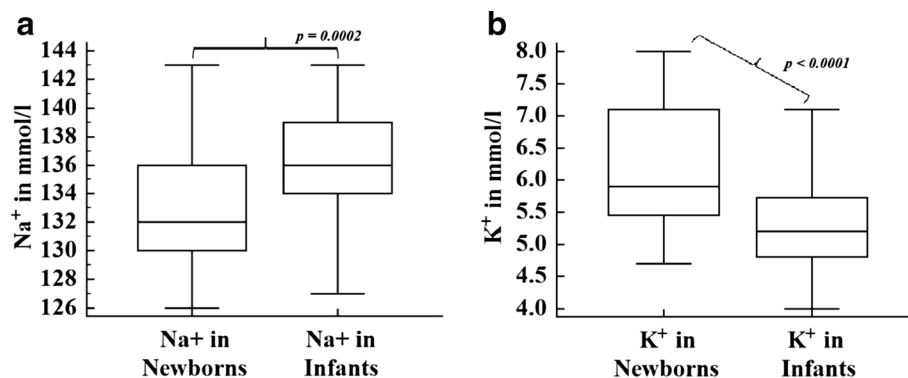 a
p = 0.0002
Na+ in mmol/l
144
142
140
138
136
134
132
130
128
126
Na+ in
Newborns
Na+ in
Infants
b
p < 0.0001
K+ in mmol/l
8.0
7.5
7.0
6.5
6.0
5.5
5.0
4.5
4.0
K+ in
Newborns
K+ in
Infants